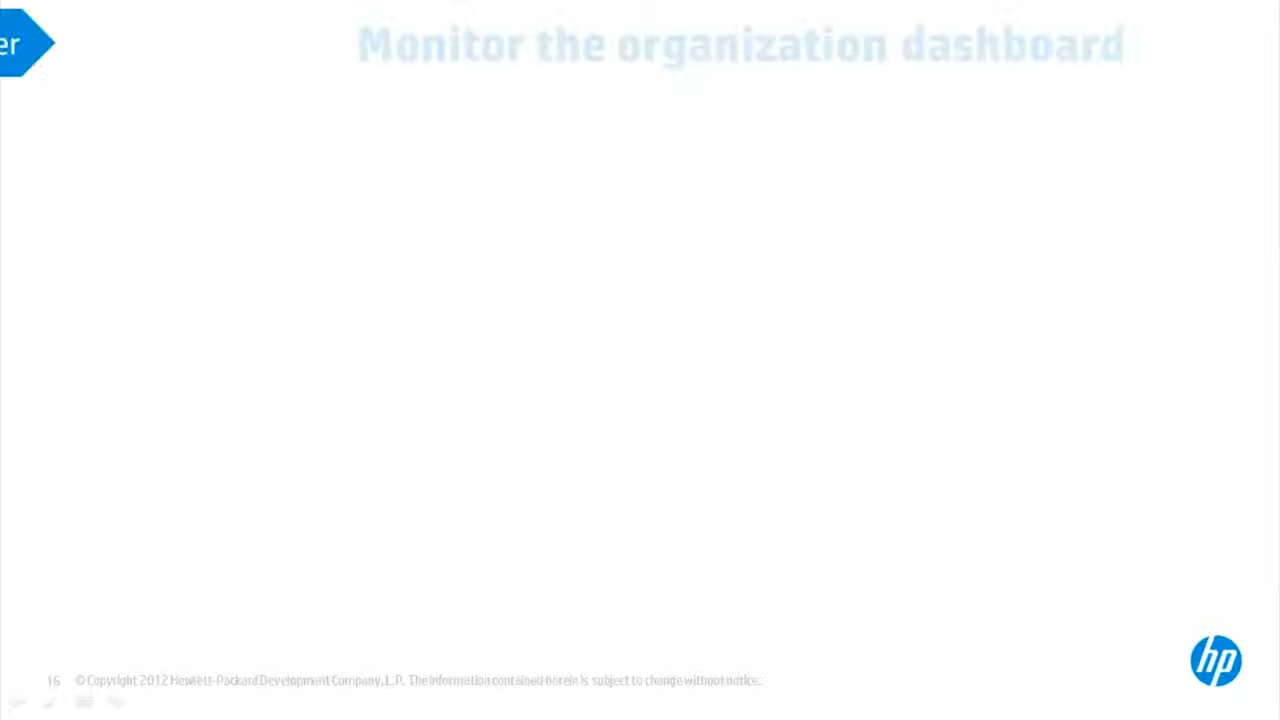 er
Monitor the organization dashboard
hp
16 © Copyright 2012 Hewlett-Packard Development Company, L.P. The information contained herein is subject to change without notice.